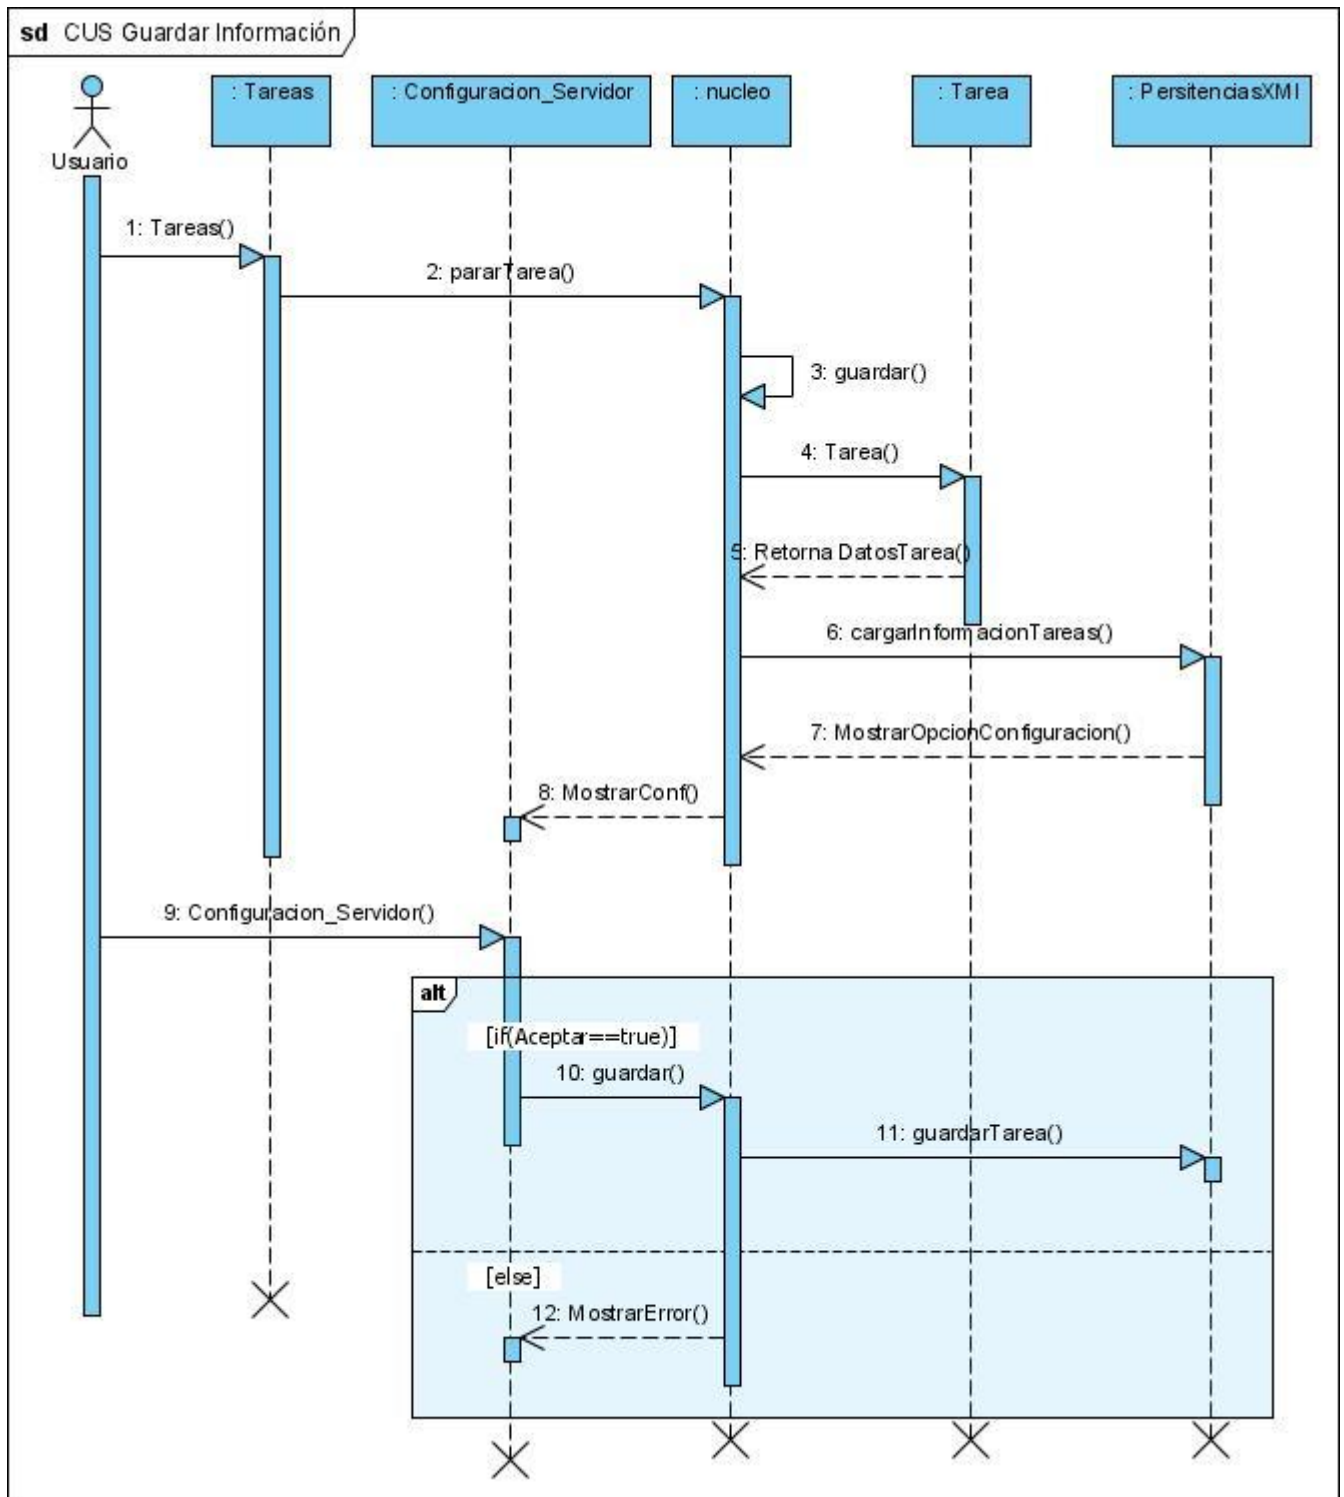 sd CUS Guardar Información
: Tareas
: Configuracion_Servidor
: nucleo
: Tarea
: PersitenciasXMl
Usuario
1: Tareas()
2: pararTarea()
3: guardar()
4: Tarea()
5: Retorna DatosTarea()
6: cargarInformacionTareas()
7: MostrarOpcionConfiguracion()
8: MostrarConf()
9: Configuracion_Servidor()
alt
[if(Aceptar==true)]
10: guardar()
11: guardarTarea()
[else]
12: MostrarError()